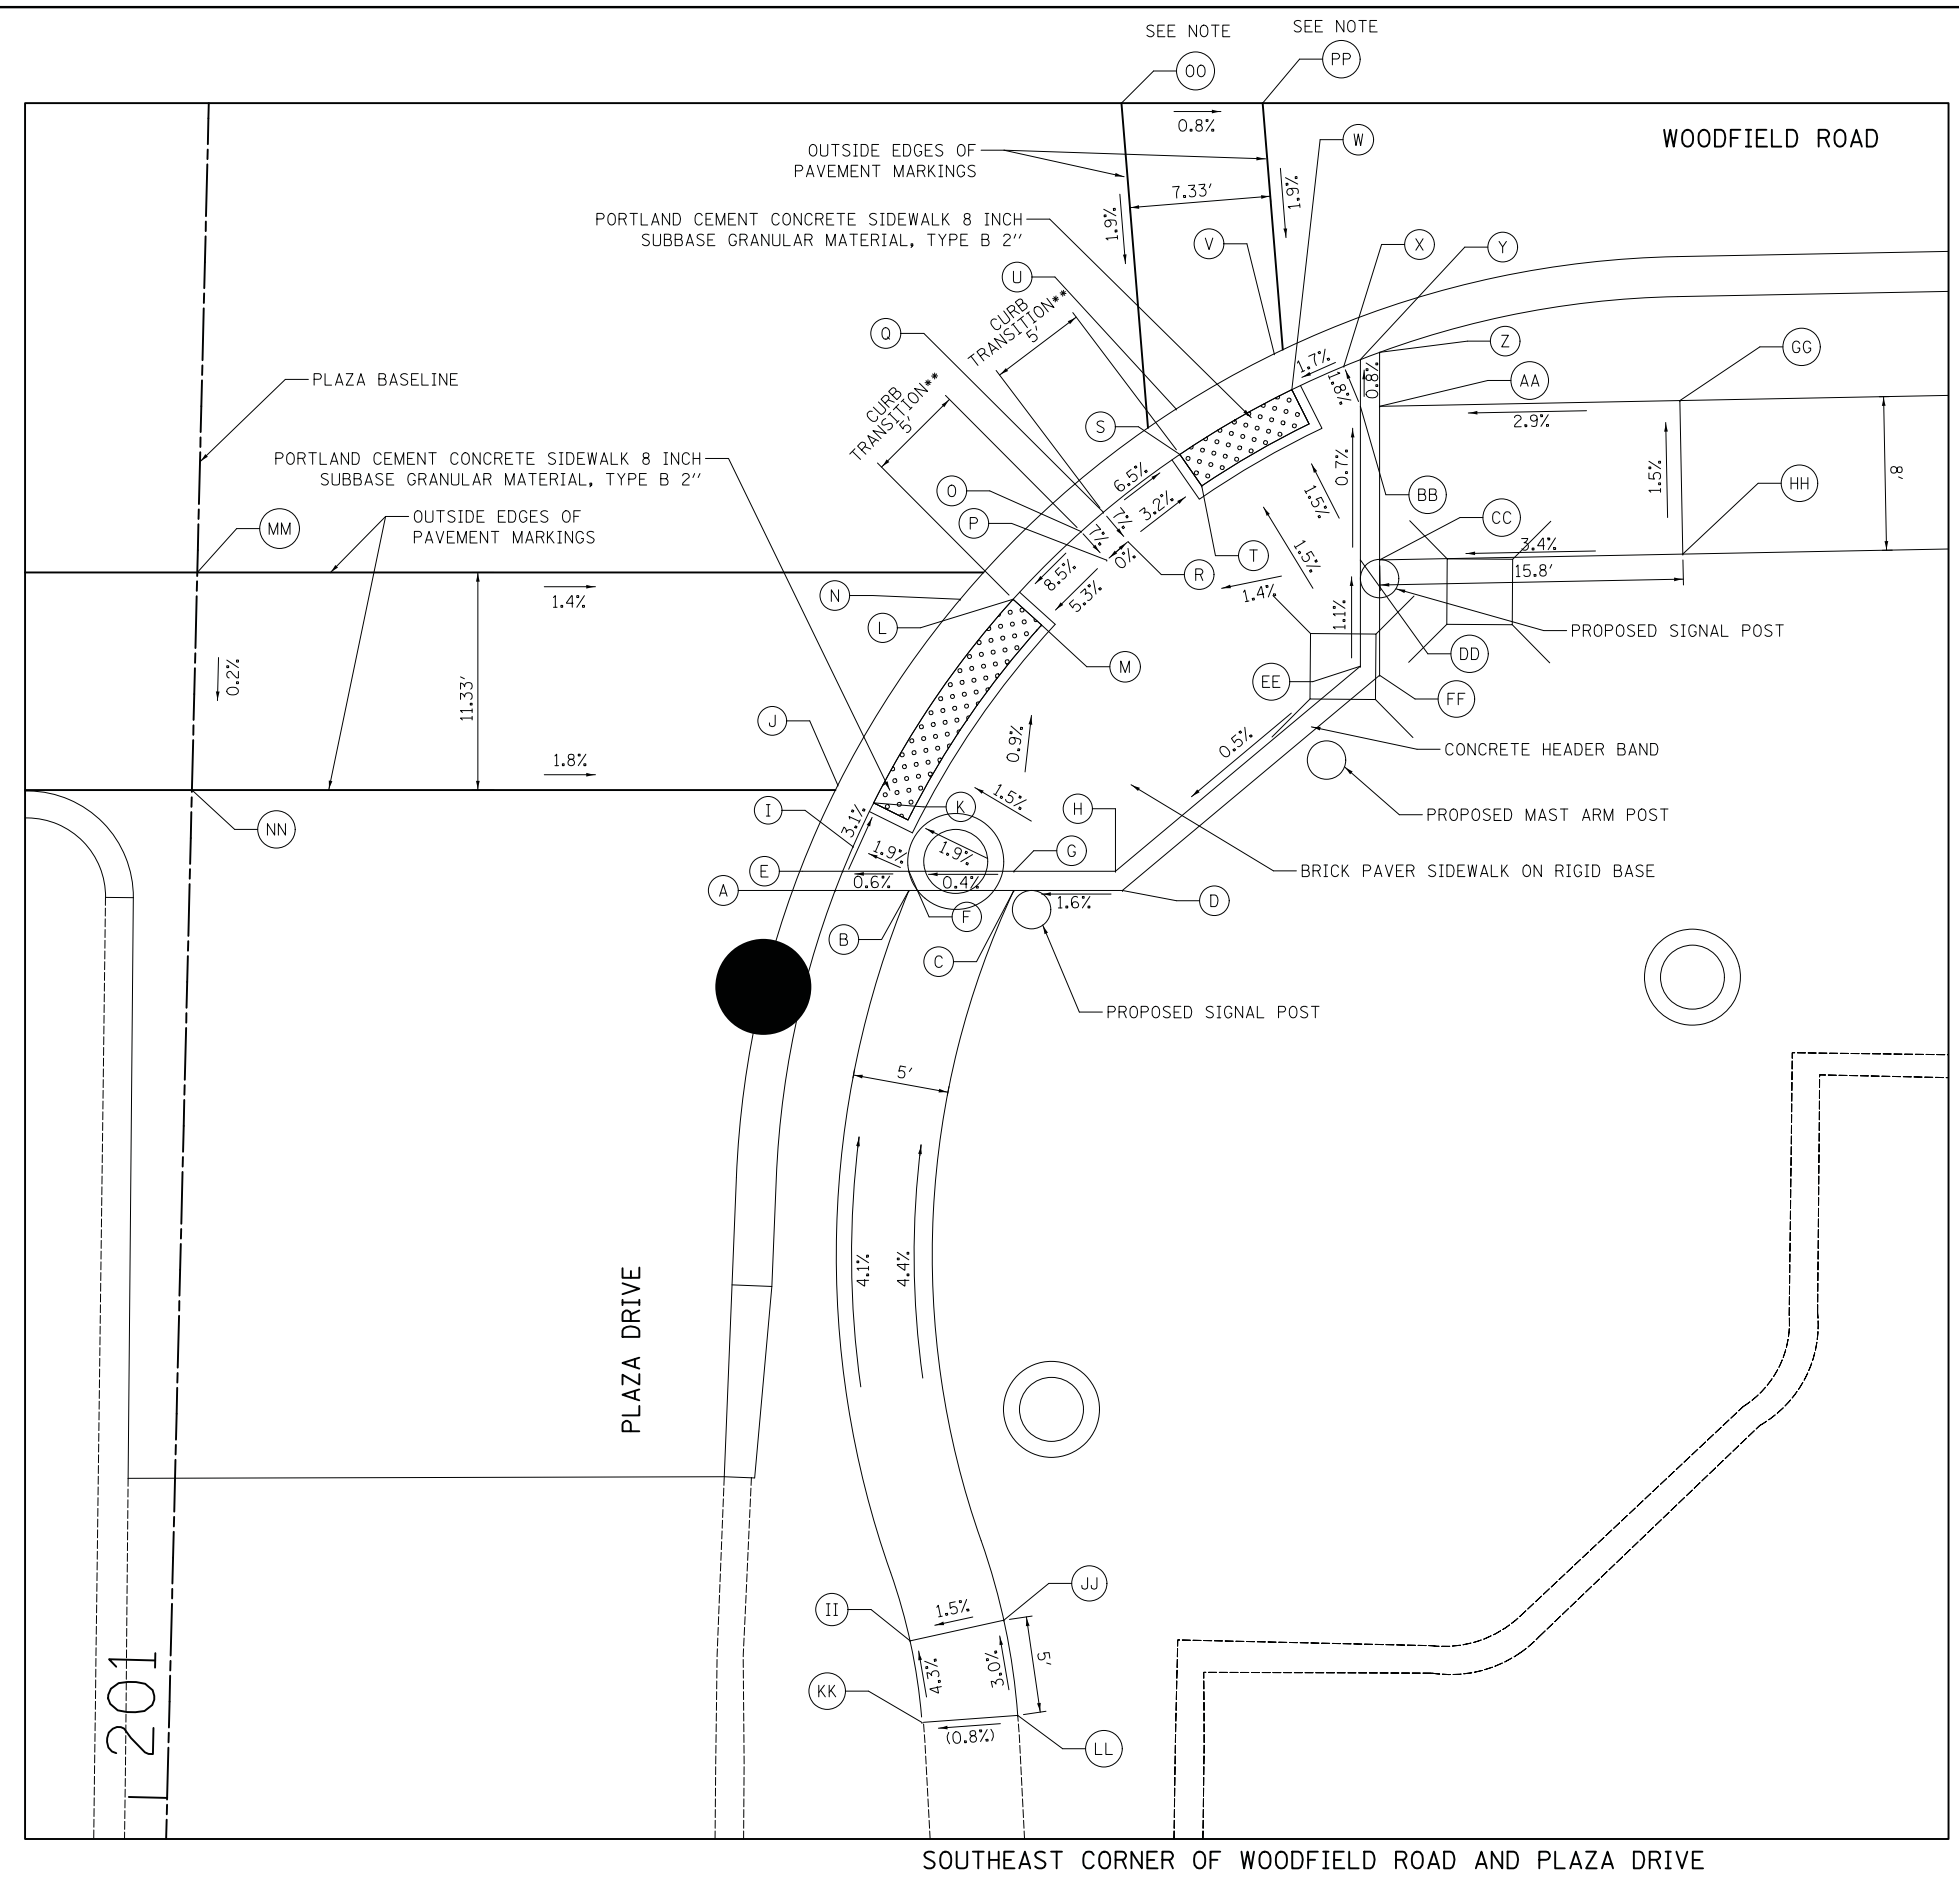 SEE NOTE
SEE NOTE
OO
PP
0.8%
WOODFIELD ROAD
W
OUTSIDE EDGES OF
PAVEMENT MARKINGS
7.33'
1.9%
1.9%
PORTLAND CEMENT CONCRETE SIDEWALK 8 INCH
SUBBASE GRANULAR MATERIAL, TYPE B 2"
V
X
Y
U
CURB
TRANSITION**
5'
Q
Z
GG
1.7%
1.8%
0.8%
AA
PLAZA BASELINE
CURB
TRANSITION**
5'
2.9%
S
PORTLAND CEMENT CONCRETE SIDEWALK 8 INCH
SUBBASE GRANULAR MATERIAL, TYPE B 2"
6.5%
3.2%
0.7%
1.5%
1.5%
8'
O
BB
HH
P
7%
7%
CC
OUTSIDE EDGES OF
PAVEMENT MARKINGS
MM
T
1.5%
3.4%
0%
R
8.5%
5.3%
15.8'
1.4%
N
1.4%
1.1%
L
PROPOSED SIGNAL POST
M
DD
0.2%
11.33'
EE
FF
J
0.9%
0.5%
CONCRETE HEADER BAND
1.8%
1.5%
I
K
H
PROPOSED MAST ARM POST
NN
3.1%
1.9%
1.9%
G
E
BRICK PAVER SIDEWALK ON RIGID BASE
A
0.6%
0.4%
1.6%
D
F
B
C
PROPOSED SIGNAL POST
5'
4.1%
4.4%
PLAZA DRIVE
JJ
II
1.5%
201
4.3%
3.0%
5'
KK
(0.8%)
LL
SOUTHEAST CORNER OF WOODFIELD ROAD AND PLAZA DRIVE